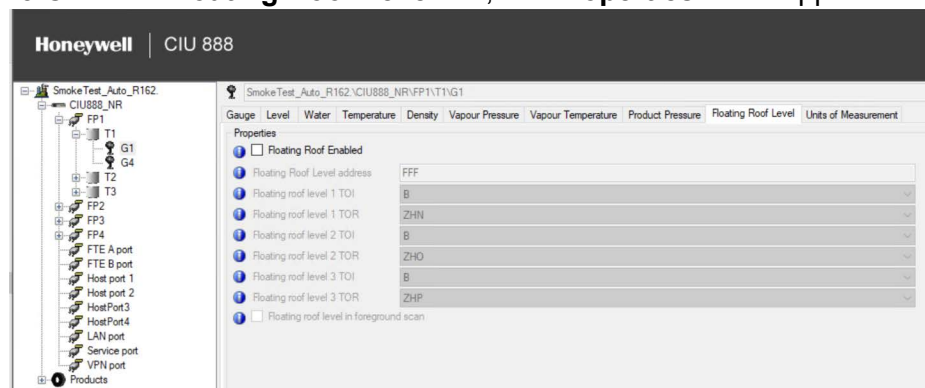 Honeywell | CIU 888
SmokeTest_Auto_R162.
CIU888_NR
FP1
T1
G1
G4
T2
T3
FP2
FP3
FP4
FTE A port
FTE B port
Host port 1
Host port 2
HostPort3
HostPort4
LAN port
Service port
VPN port
Products
SmokeTest_Auto_R162.\CIU888_NR\FP1\T1\G1
Gauge Level Water Temperature Density Vapour Pressure Vapour Temperature Product Pressure Floating Roof Level Units of Measurement
Properties
Floating Roof Enabled
Floating Roof Level address FFF
Floating roof level 1 TOI B
Floating roof level 1 TOR ZHN
Floating roof level 2 TOI B
Floating roof level 2 TOR ZHO
Floating roof level 3 TOI B
Floating roof level 3 TOR ZHP
Floating roof level in foreground scan